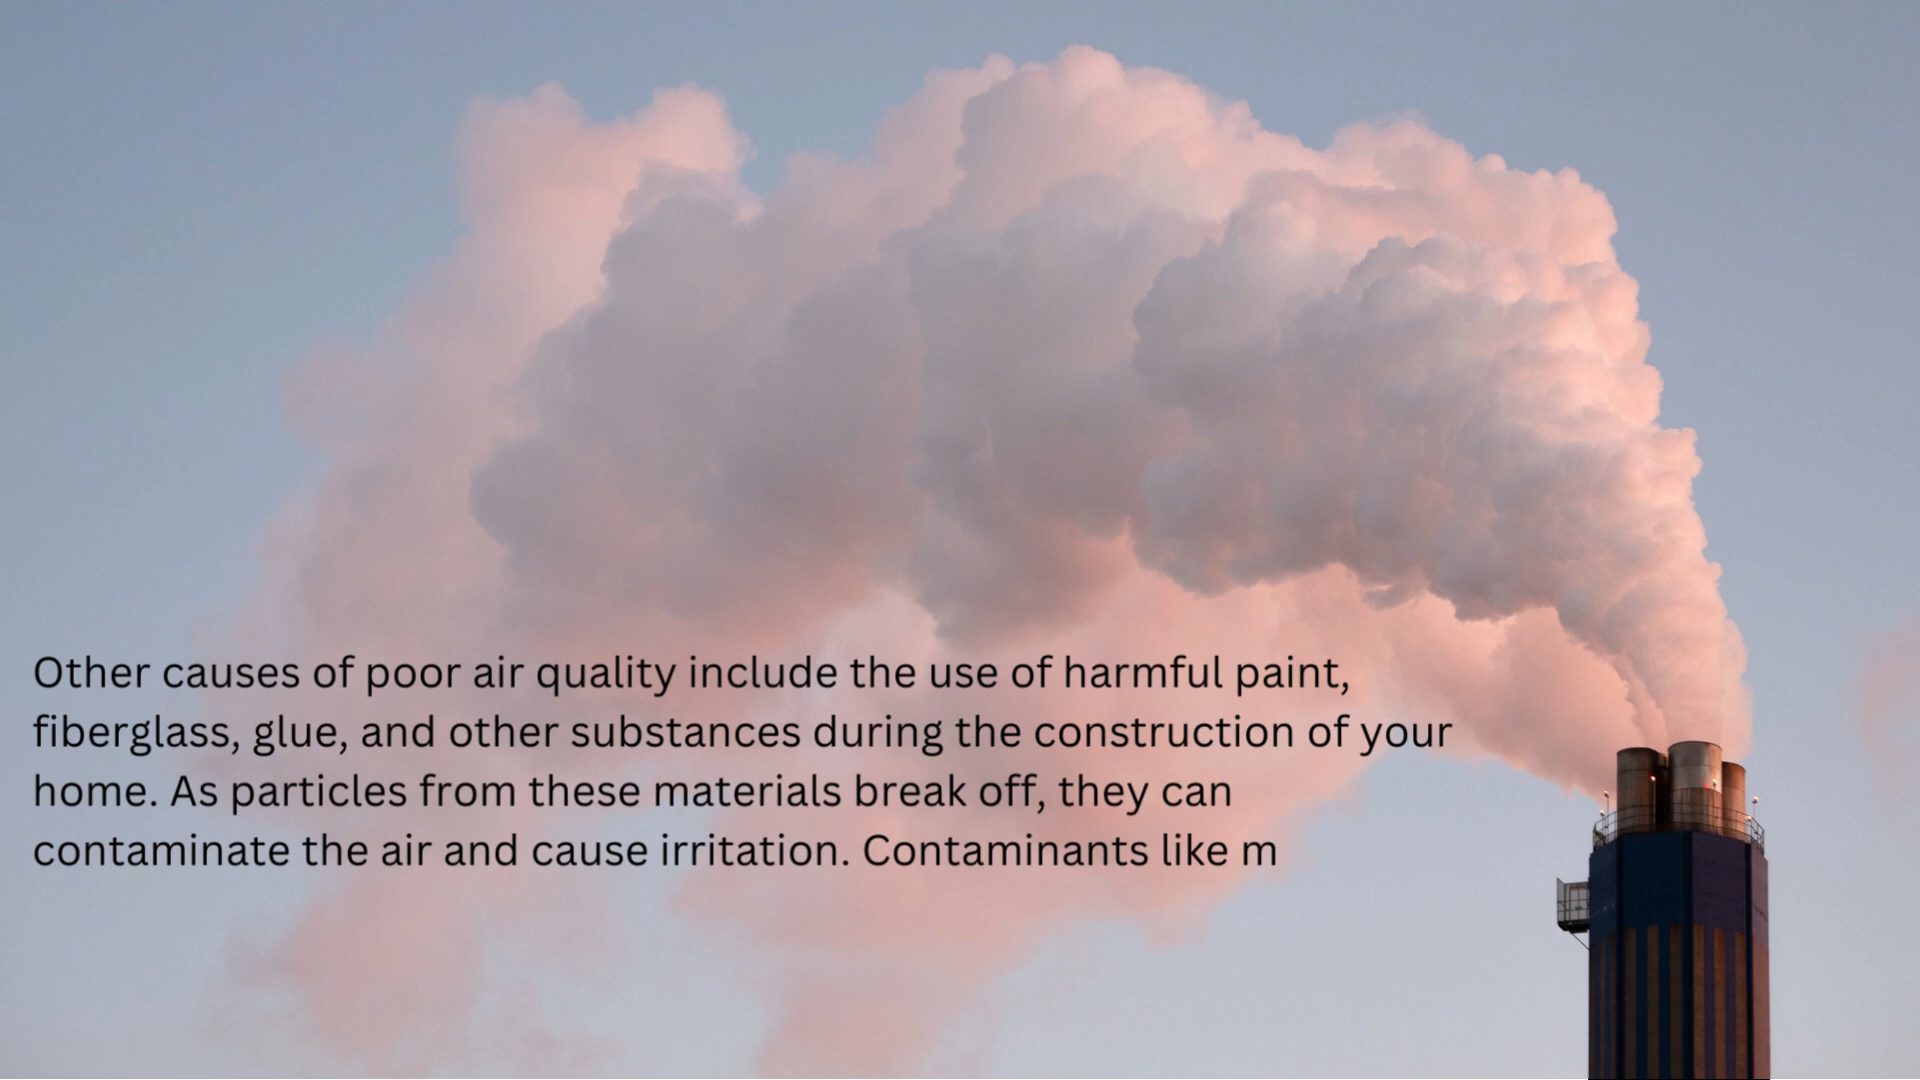 Other causes of poor air quality include the use of harmful paint,
fiberglass, glue, and other substances during the construction of your
home. As particles from these materials break off, they can
contaminate the air and cause irritation. Contaminants like m